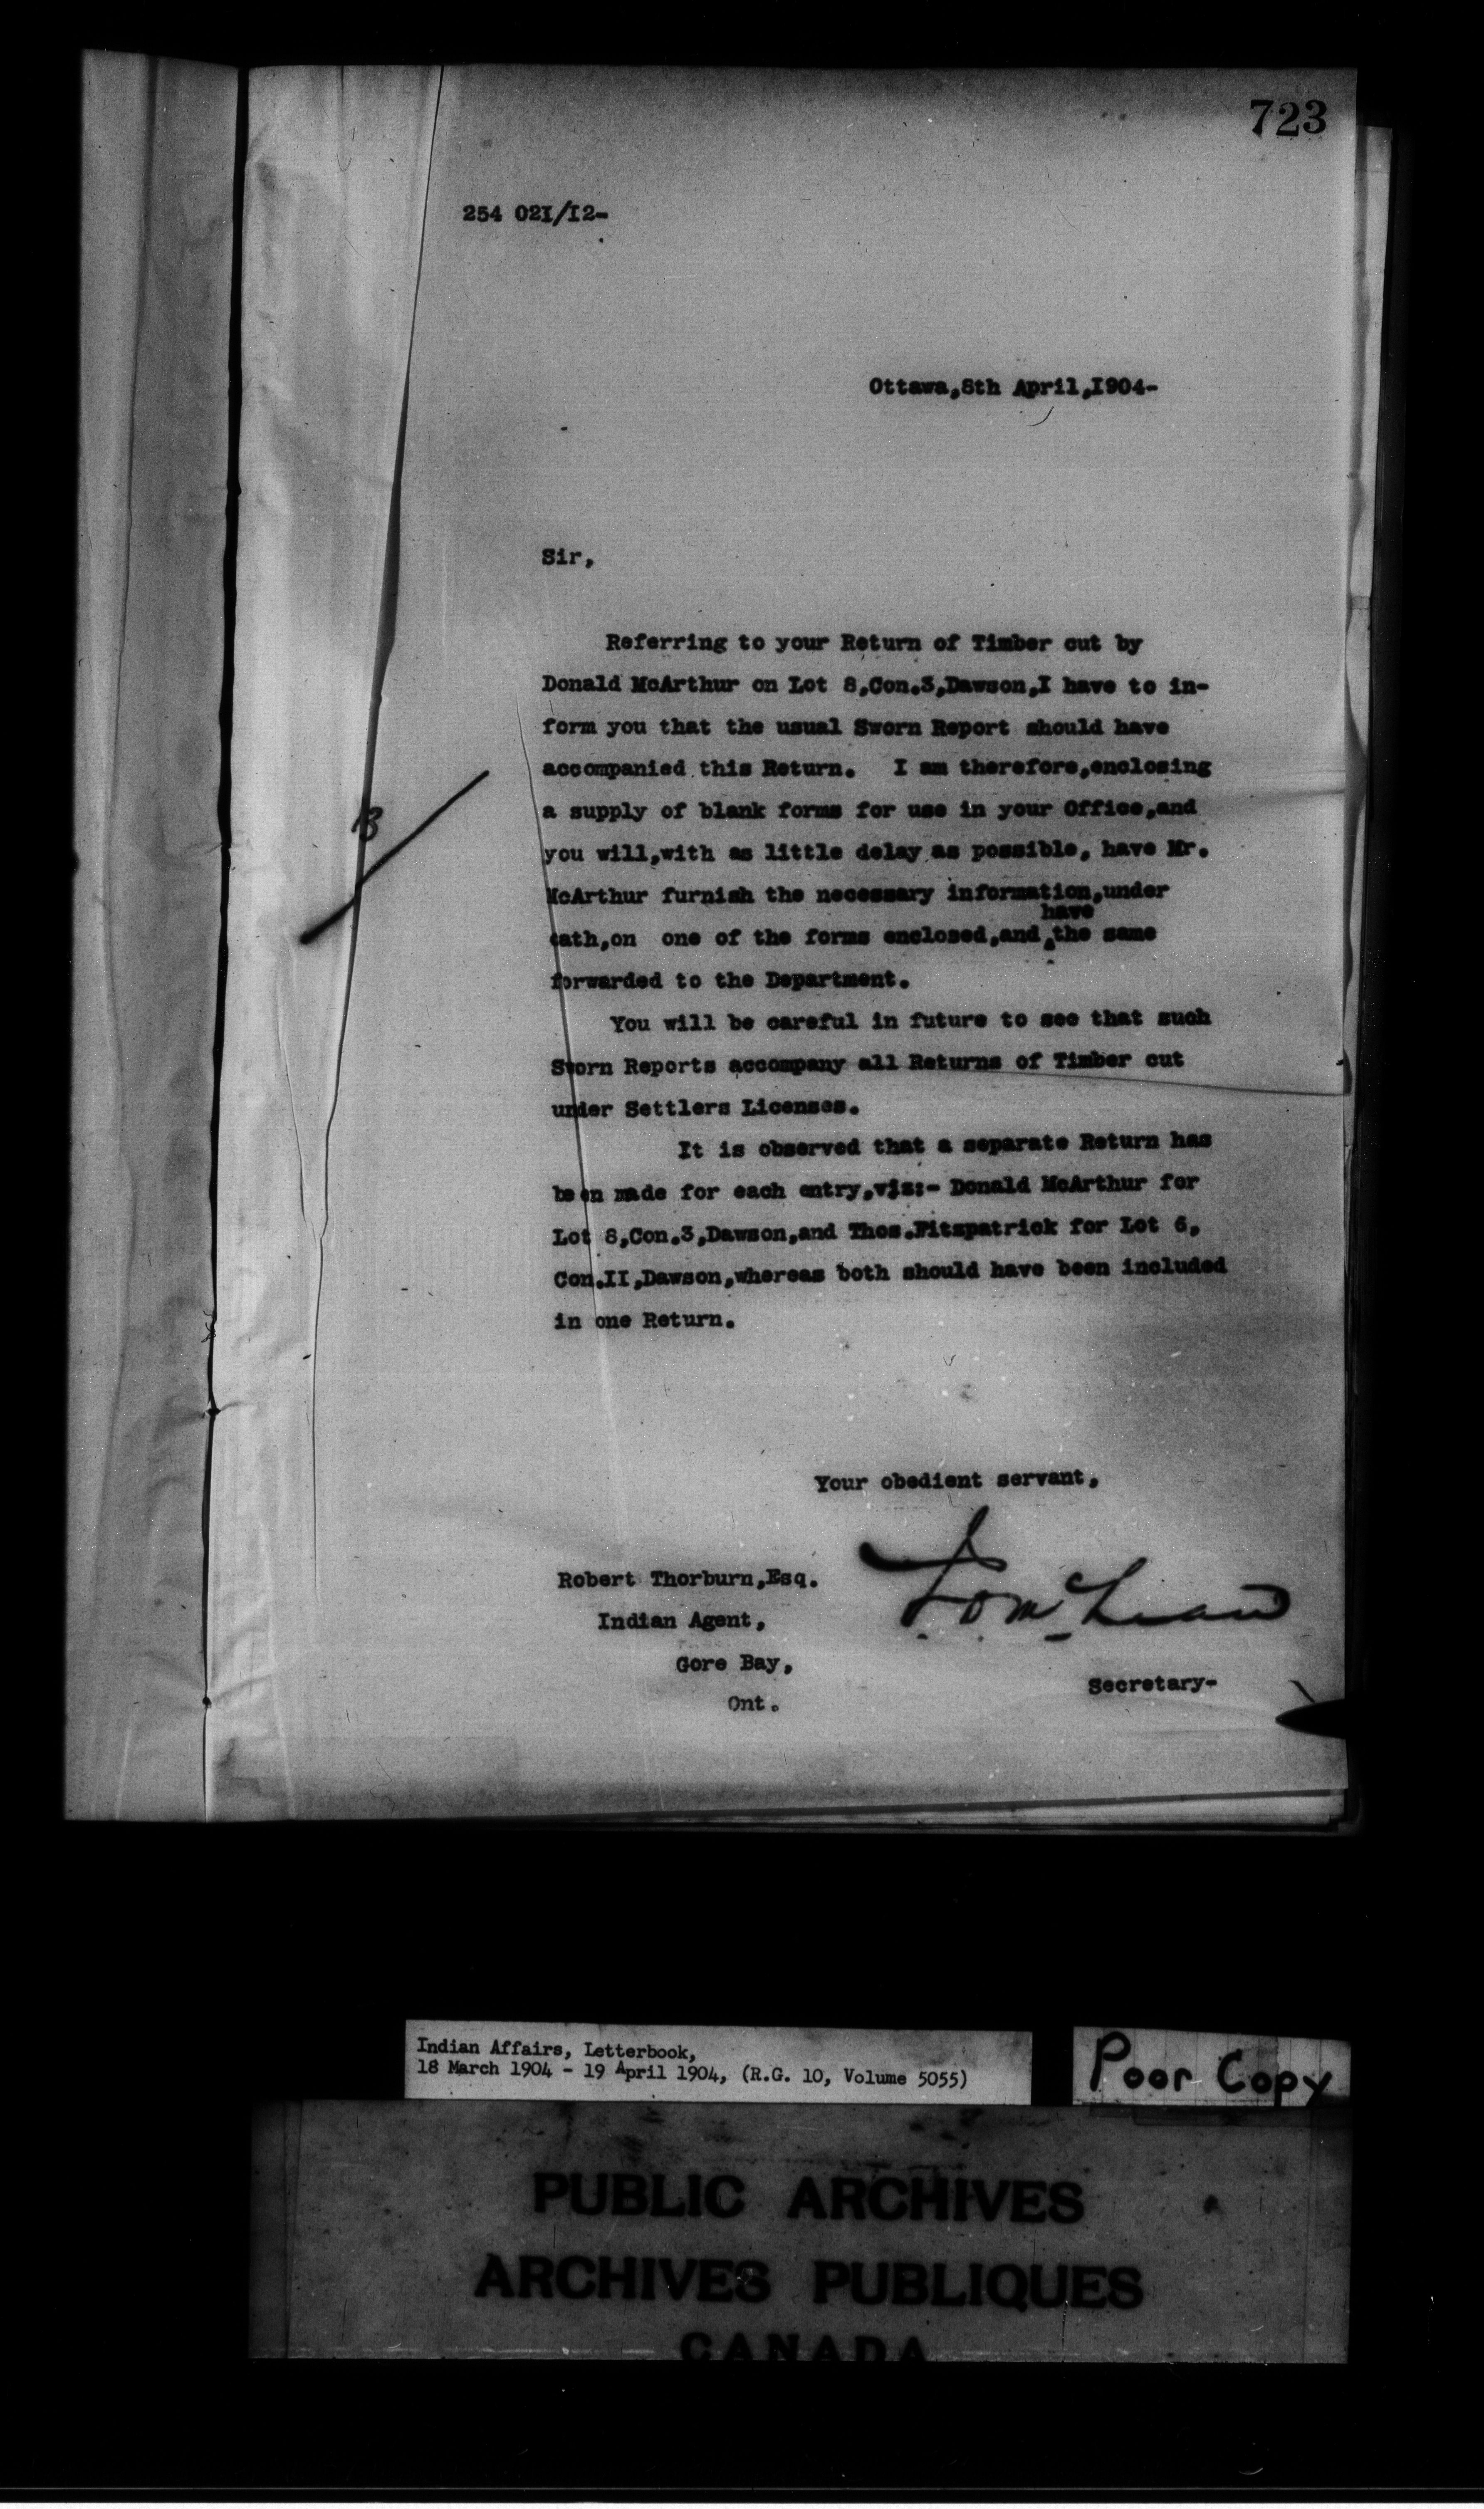 723
254 02I/I2-
Ottawa,8th April,I904-
Sir,
Referring to your Return of Timber cut by
Donald McArthur on Lot 8,Con.3,Dawson,I have to in-
form you that the usual Sworn Report should have
accompanied this Return. I am therefore,enclosing
a supply of blank forms for use in your Office,and
you will,with as little delay as possible, have Mr.
McArthur furnish the necessary information,under
have
oath,on one of the forms enclosed,and the same
forwarded to the Department.
You will be careful in future to see that such
Sworn Reports accompany all Returns of Timber cut
under Settlers Licenses.
It is observed that a separate Return has
been made for each entry,viz:- Donald McArthur for
Lot 8,Con.3,Dawson,and Thos.Fitzpatrick for Lot 6,
Con.II,Dawson,whereas both should have been included
in one Return.
Your obedient servant,
J. D. McLean
Robert Thorburn,Esq.
Indian Agent,
Gore Bay,
Secretary-
Ont.
Indian Affairs, Letterbook,
18 March 1904 - 19 April 1904, (R.G. 10, Volume 5055)
Poor Copy
PUBLIC ARCHIVES
ARCHIVES PUBLIQUES
CANADA